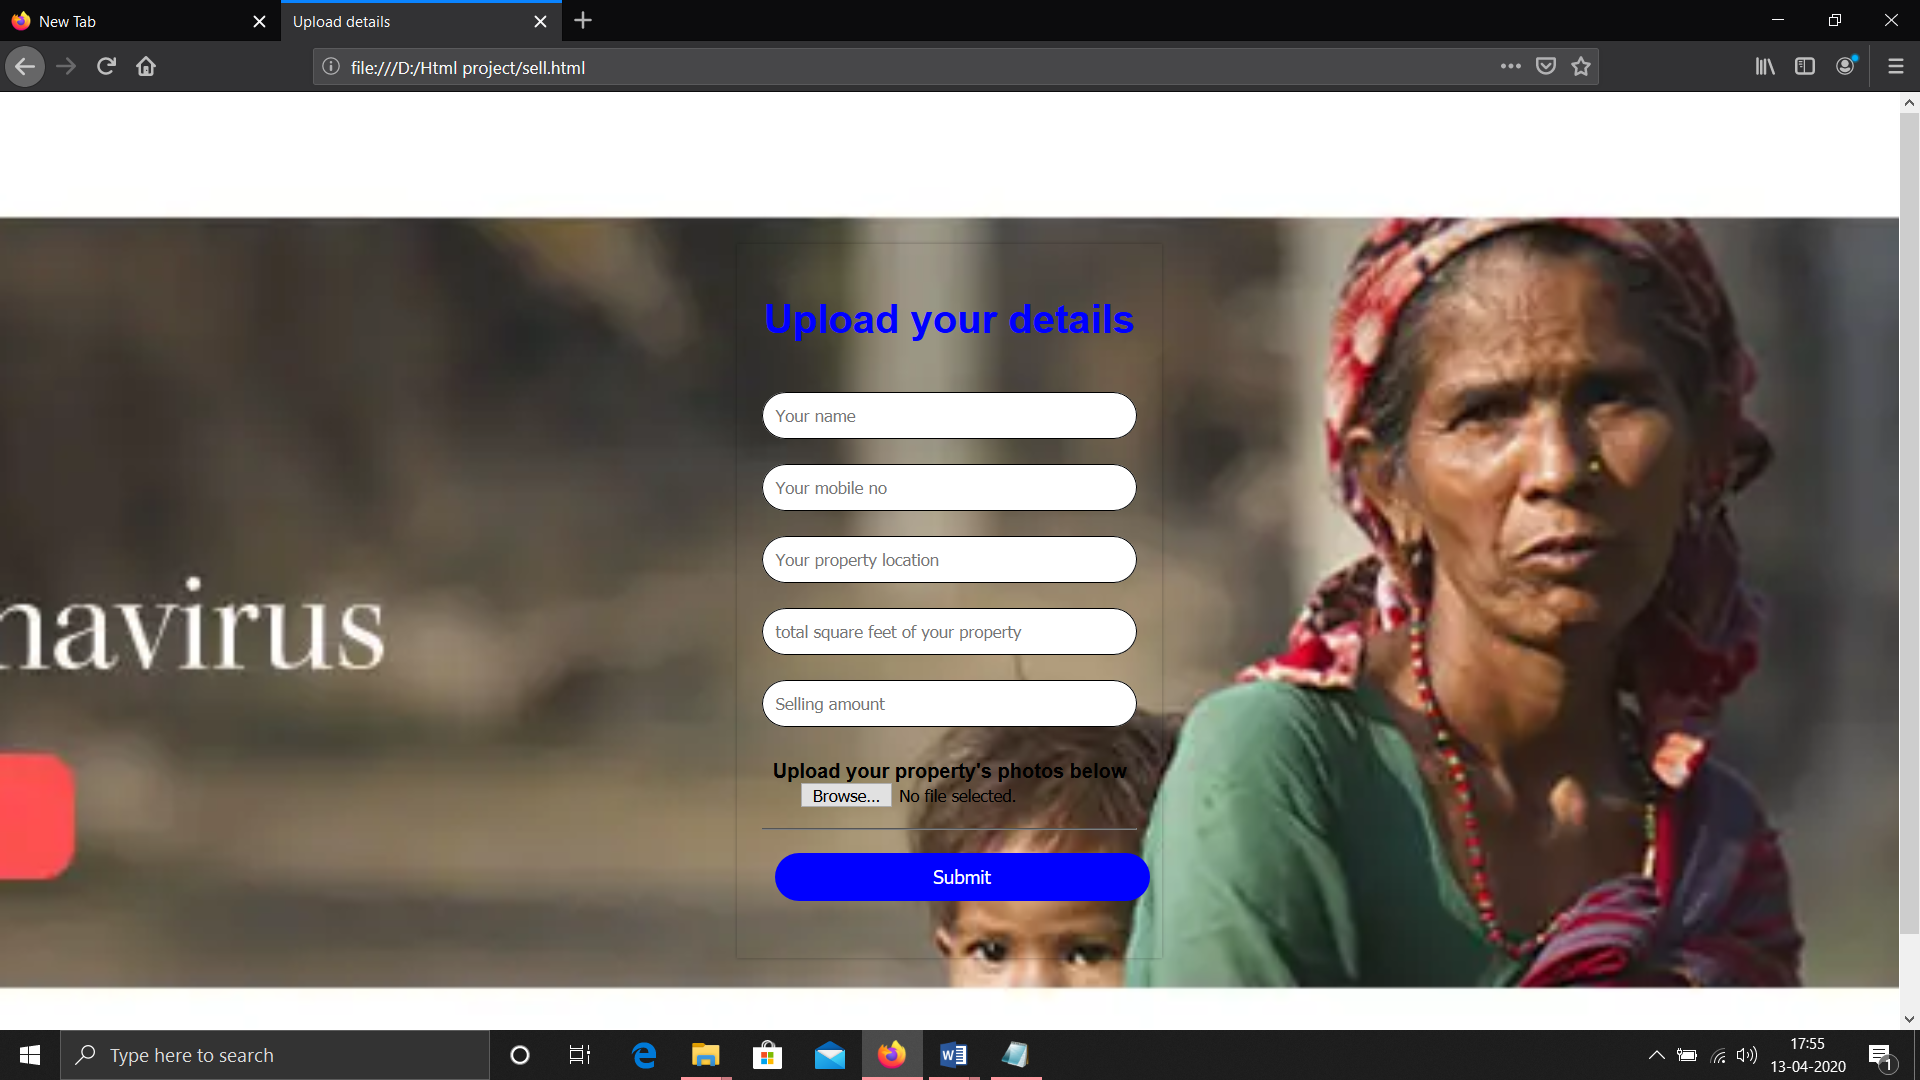 New Tab
Upload details
file:///D:/Html project/sell.html
Upload your details
Your name
Your mobile no
Your property location
navirus
total square feet of your property
Selling amount
Upload your property's photos below
Browse... No file selected.
Submit
Type here to search
17:55
13-04-2020
1